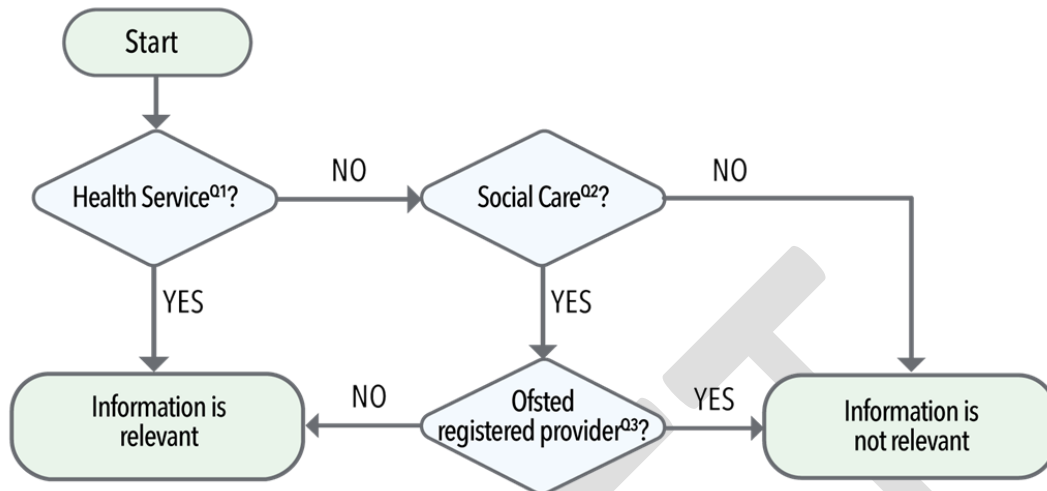 Start
Health Service^Q1?
NO
Social Care^Q2?
NO
YES
YES
Information is
relevant
NO
Ofsted
registered provider^Q3?
YES
Information is
not relevant